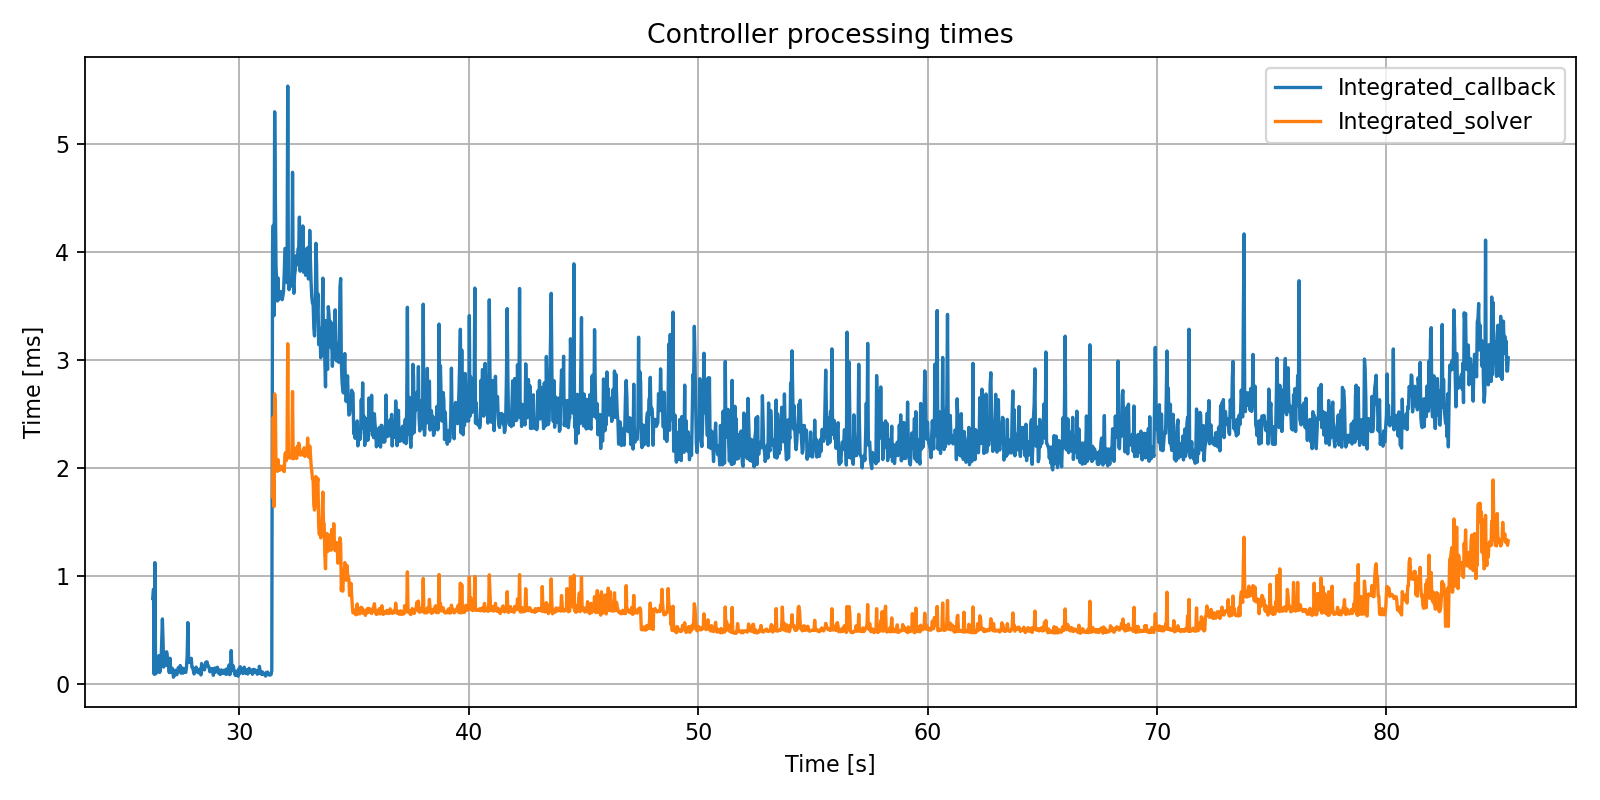 Controller processing times
Integrated_callback
Integrated_solver
Time [ms]
5
4
3
2
1
0
30 40 50 60 70 80
Time [s]